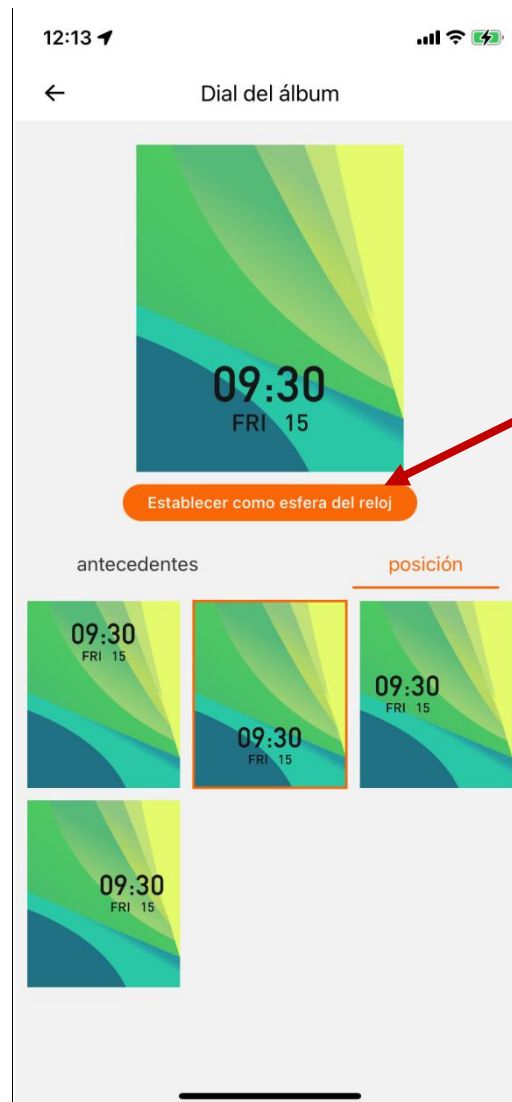 12:13
Dial del álbum
09:30
FRI 15
Establecer como esfera del reloj
antecedentes posición
09:30
FRI 15
09:30
FRI 15
09:30
FRI 15
09:30
FRI 15